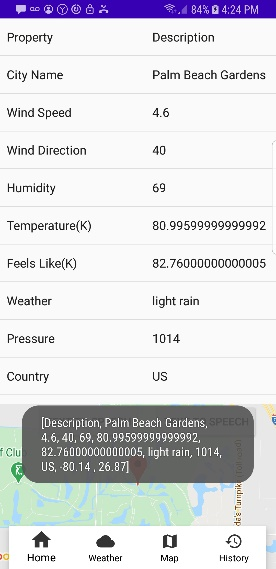 84% 4:24 PM
Property Description
City Name Palm Beach Gardens
Wind Speed 4.6
Wind Direction 40
Humidity 69
Temperature(K) 80.99599999999992
Feels Like(K) 82.76000000000005
Weather light rain
Pressure 1014
Country US
SPEECH
[Description, Palm Beach Gardens,
4.6, 40, 69, 80.99599999999992,
82.76000000000005, light rain, 1014,
US, -80.14 , 26.87]
f Clu
da's Turnpike
Home Weather Map History